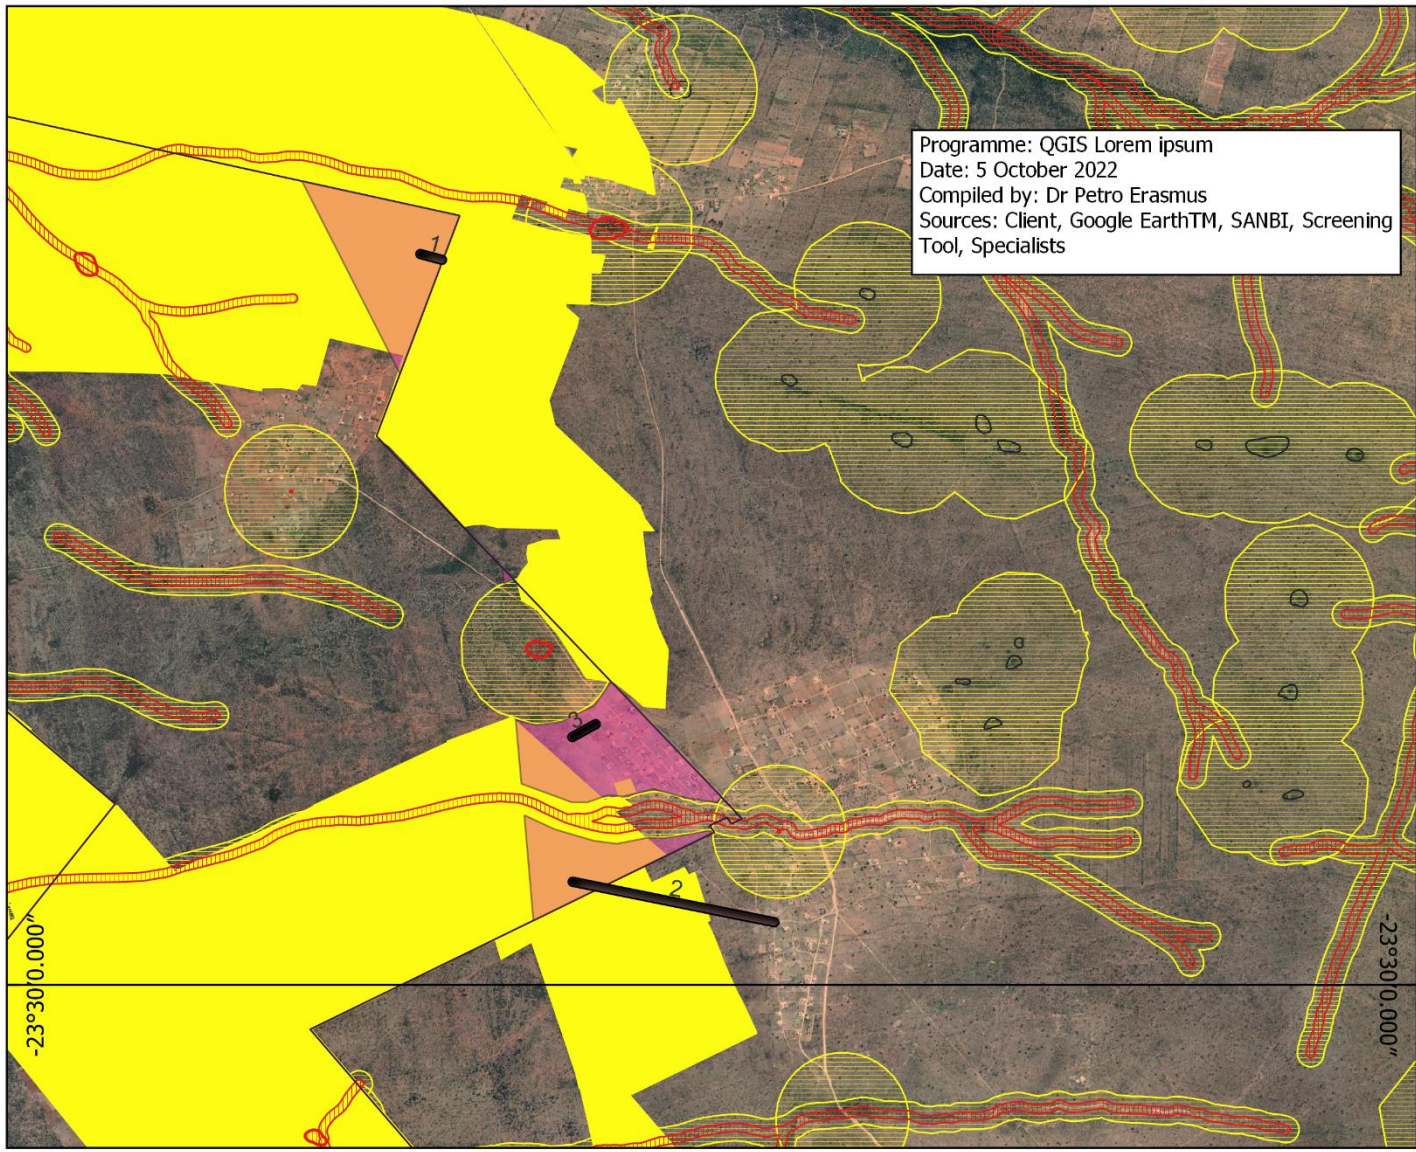 Programme: QGIS Lorem ipsum
Date: 5 October 2022
Compiled by: Dr Petro Erasmus
Sources: Client, Google EarthTM, SANBI, Screening
Tool, Specialists
1
3
2
-23°30'0.000"
-23°30'0.000"